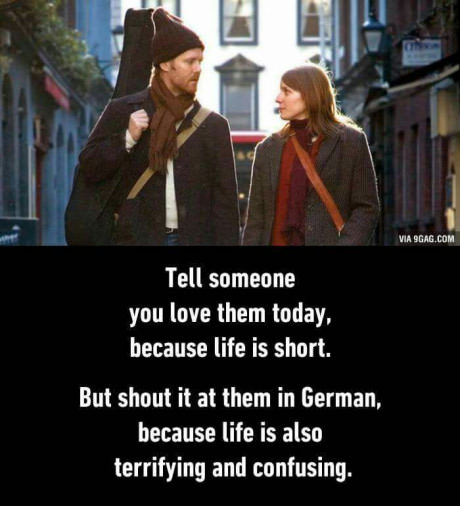 VIA 9GAG.COM
Tell someone
you love them today,
because life is short.
But shout it at them in German,
because life is also
terrifying and confusing.